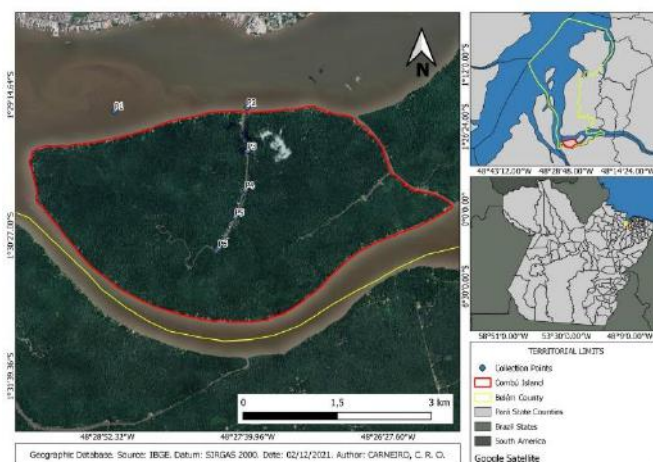 N
P1
P2
P3
P4
P5
P6
1°29'14.64"S
1°30'27.00"S
1°31'39.36"S
48°28'52.32"W
48°27'39.96"W
48°26'27.60"W
0
1,5
3 km
Geographic Database. Source: IBGE. Datum: SIRGAS 2000. Date: 02/12/2021. Author: CARNEIRO, C. R. O.
1°12'0.00"S
1°26'24.00"S
48°43'12.00"W
48°28'48.00"W
48°14'24.00"W
0°0'0.00"S
6°30'0.00"S
58°51'0.00"W
53°30'0.00"W
48°9'0.00"W
TERRITORIAL LIMITS
Collection Points
Combú Island
Belém County
Pará State Counties
Brazil States
South America
Google Satellite